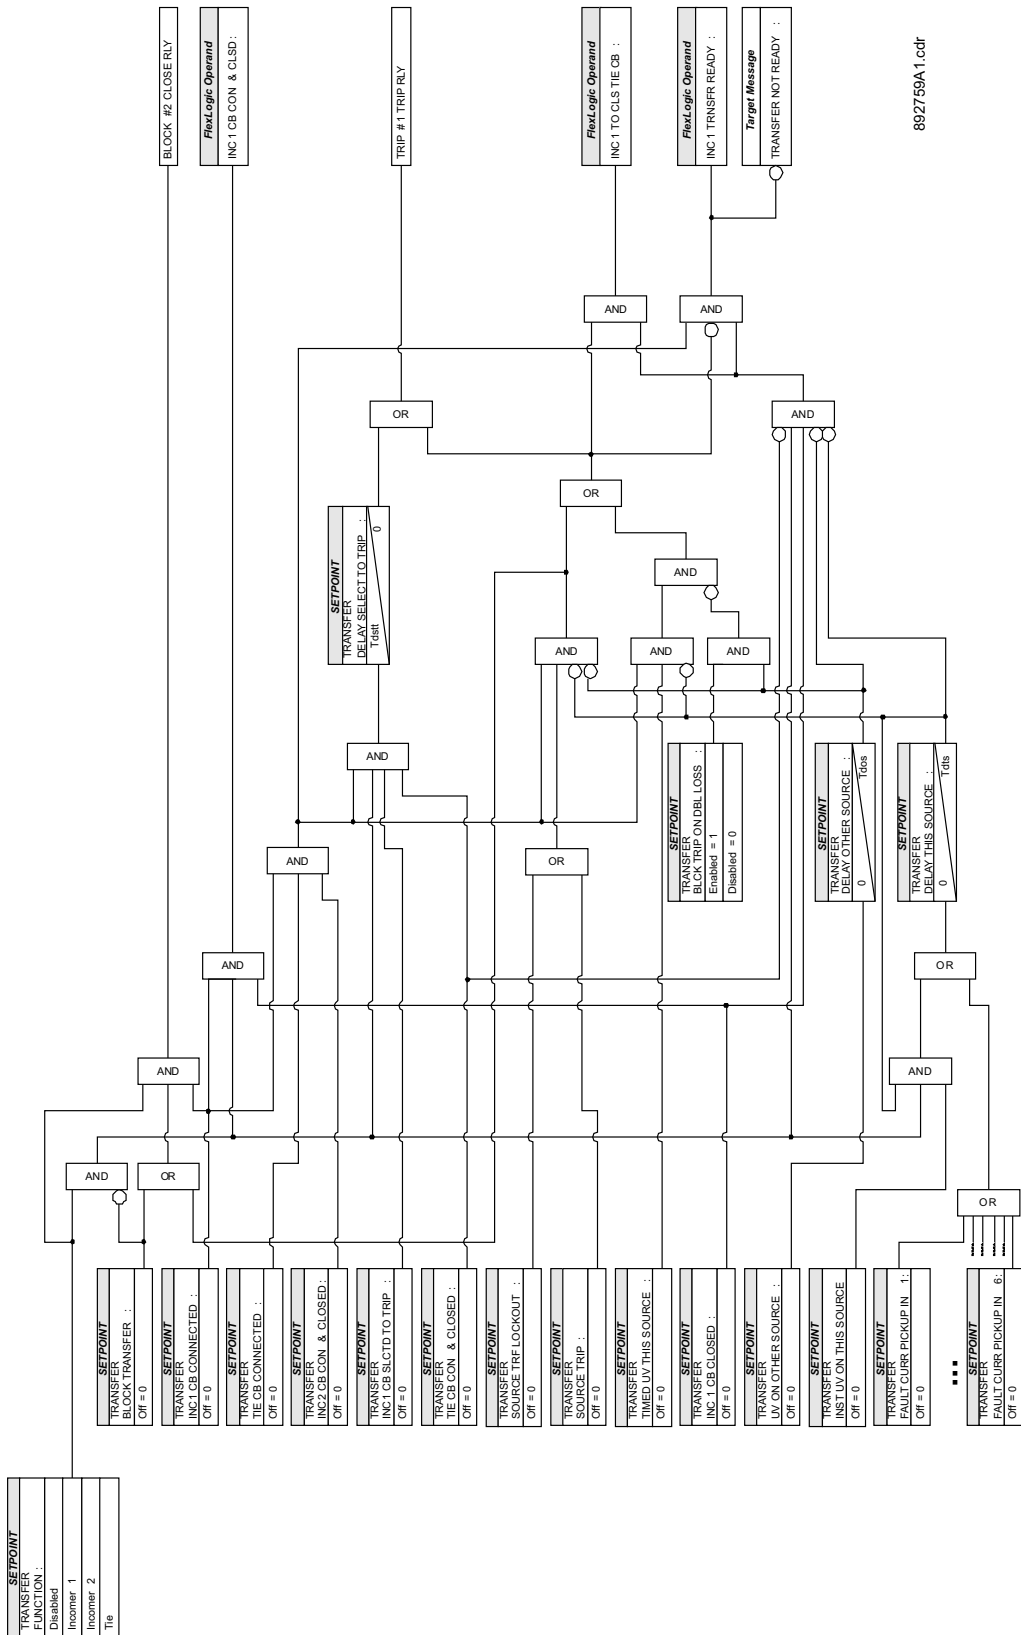 BLOCK #2 CLOSE RLY
FlexLogic Operand
INC 1 CB CON & CLSD :
TRIP #1 TRIP RLY
FlexLogic Operand
INC 1 TO CLS TIE CB :
FlexLogic Operand
INC 1 TRNSFR READY :
Target Message
TRANSFER NOT READY :
892759A1.cdr
AND
AND
OR
AND
OR
SETPOINT
TRANSFER
DELAY SELECT TO TRIP :
Tdstt
0
AND
AND
AND
AND
AND
SETPOINT
TRANSFER
BLCK TRIP ON DBL LOSS :
Enabled = 1
Disabled = 0
SETPOINT
TRANSFER
DELAY OTHER SOURCE :
0
Tdos
SETPOINT
TRANSFER
DELAY THIS SOURCE :
0
Tdts
AND
OR
AND
OR
AND
AND
AND
OR
OR
SETPOINT
TRANSFER
BLOCK TRANSFER :
Off = 0
SETPOINT
TRANSFER
INC 1 CB CONNECTED :
Off = 0
SETPOINT
TRANSFER
TIE CB CONNECTED :
Off = 0
SETPOINT
TRANSFER
INC2 CB CON & CLOSED :
Off = 0
SETPOINT
TRANSFER
INC 1 CB SLCTD TO TRIP :
Off = 0
SETPOINT
TRANSFER
TIE CB CON & CLOSED :
Off = 0
SETPOINT
TRANSFER
SOURCE TRF LOCKOUT :
Off = 0
SETPOINT
TRANSFER
SOURCE TRIP :
Off = 0
SETPOINT
TRANSFER
TIMED UV THIS SOURCE :
Off = 0
SETPOINT
TRANSFER
INC 1 CB CLOSED :
Off = 0
SETPOINT
TRANSFER
UV ON OTHER SOURCE :
Off = 0
SETPOINT
TRANSFER
INST UV ON THIS SOURCE
Off = 0
SETPOINT
TRANSFER
FAULT CURR PICKUP IN 1:
Off = 0
...
SETPOINT
TRANSFER
FAULT CURR PICKUP IN 6:
Off = 0
SETPOINT
TRANSFER
FUNCTION :
Disabled
Incomer 1
Incomer 2
Tie